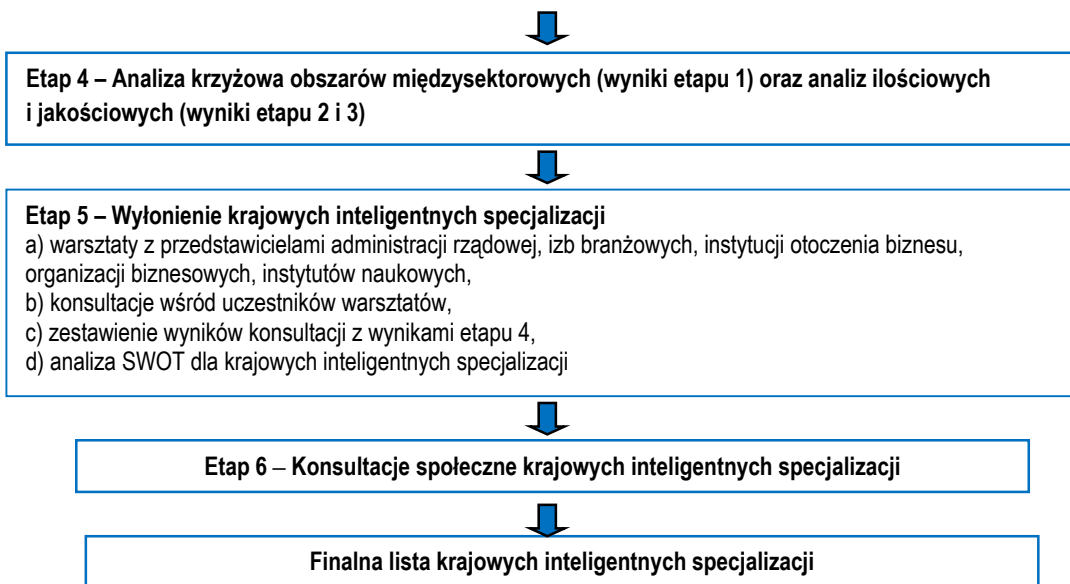 Etap 4 – Analiza krzyżowa obszarów międzysektorowych (wyniki etapu 1) oraz analiz ilościowych
i jakościowych (wyniki etapu 2 i 3)
Etap 5 – Wyłonienie krajowych inteligentnych specjalizacji
a) warsztaty z przedstawicielami administracji rządowej, izb branżowych, instytucji otoczenia biznesu,
organizacji biznesowych, instytutów naukowych,
b) konsultacje wśród uczestników warsztatów,
c) zestawienie wyników konsultacji z wynikami etapu 4,
d) analiza SWOT dla krajowych inteligentnych specjalizacji
Etap 6 – Konsultacje społeczne krajowych inteligentnych specjalizacji
Finalna lista krajowych inteligentnych specjalizacji